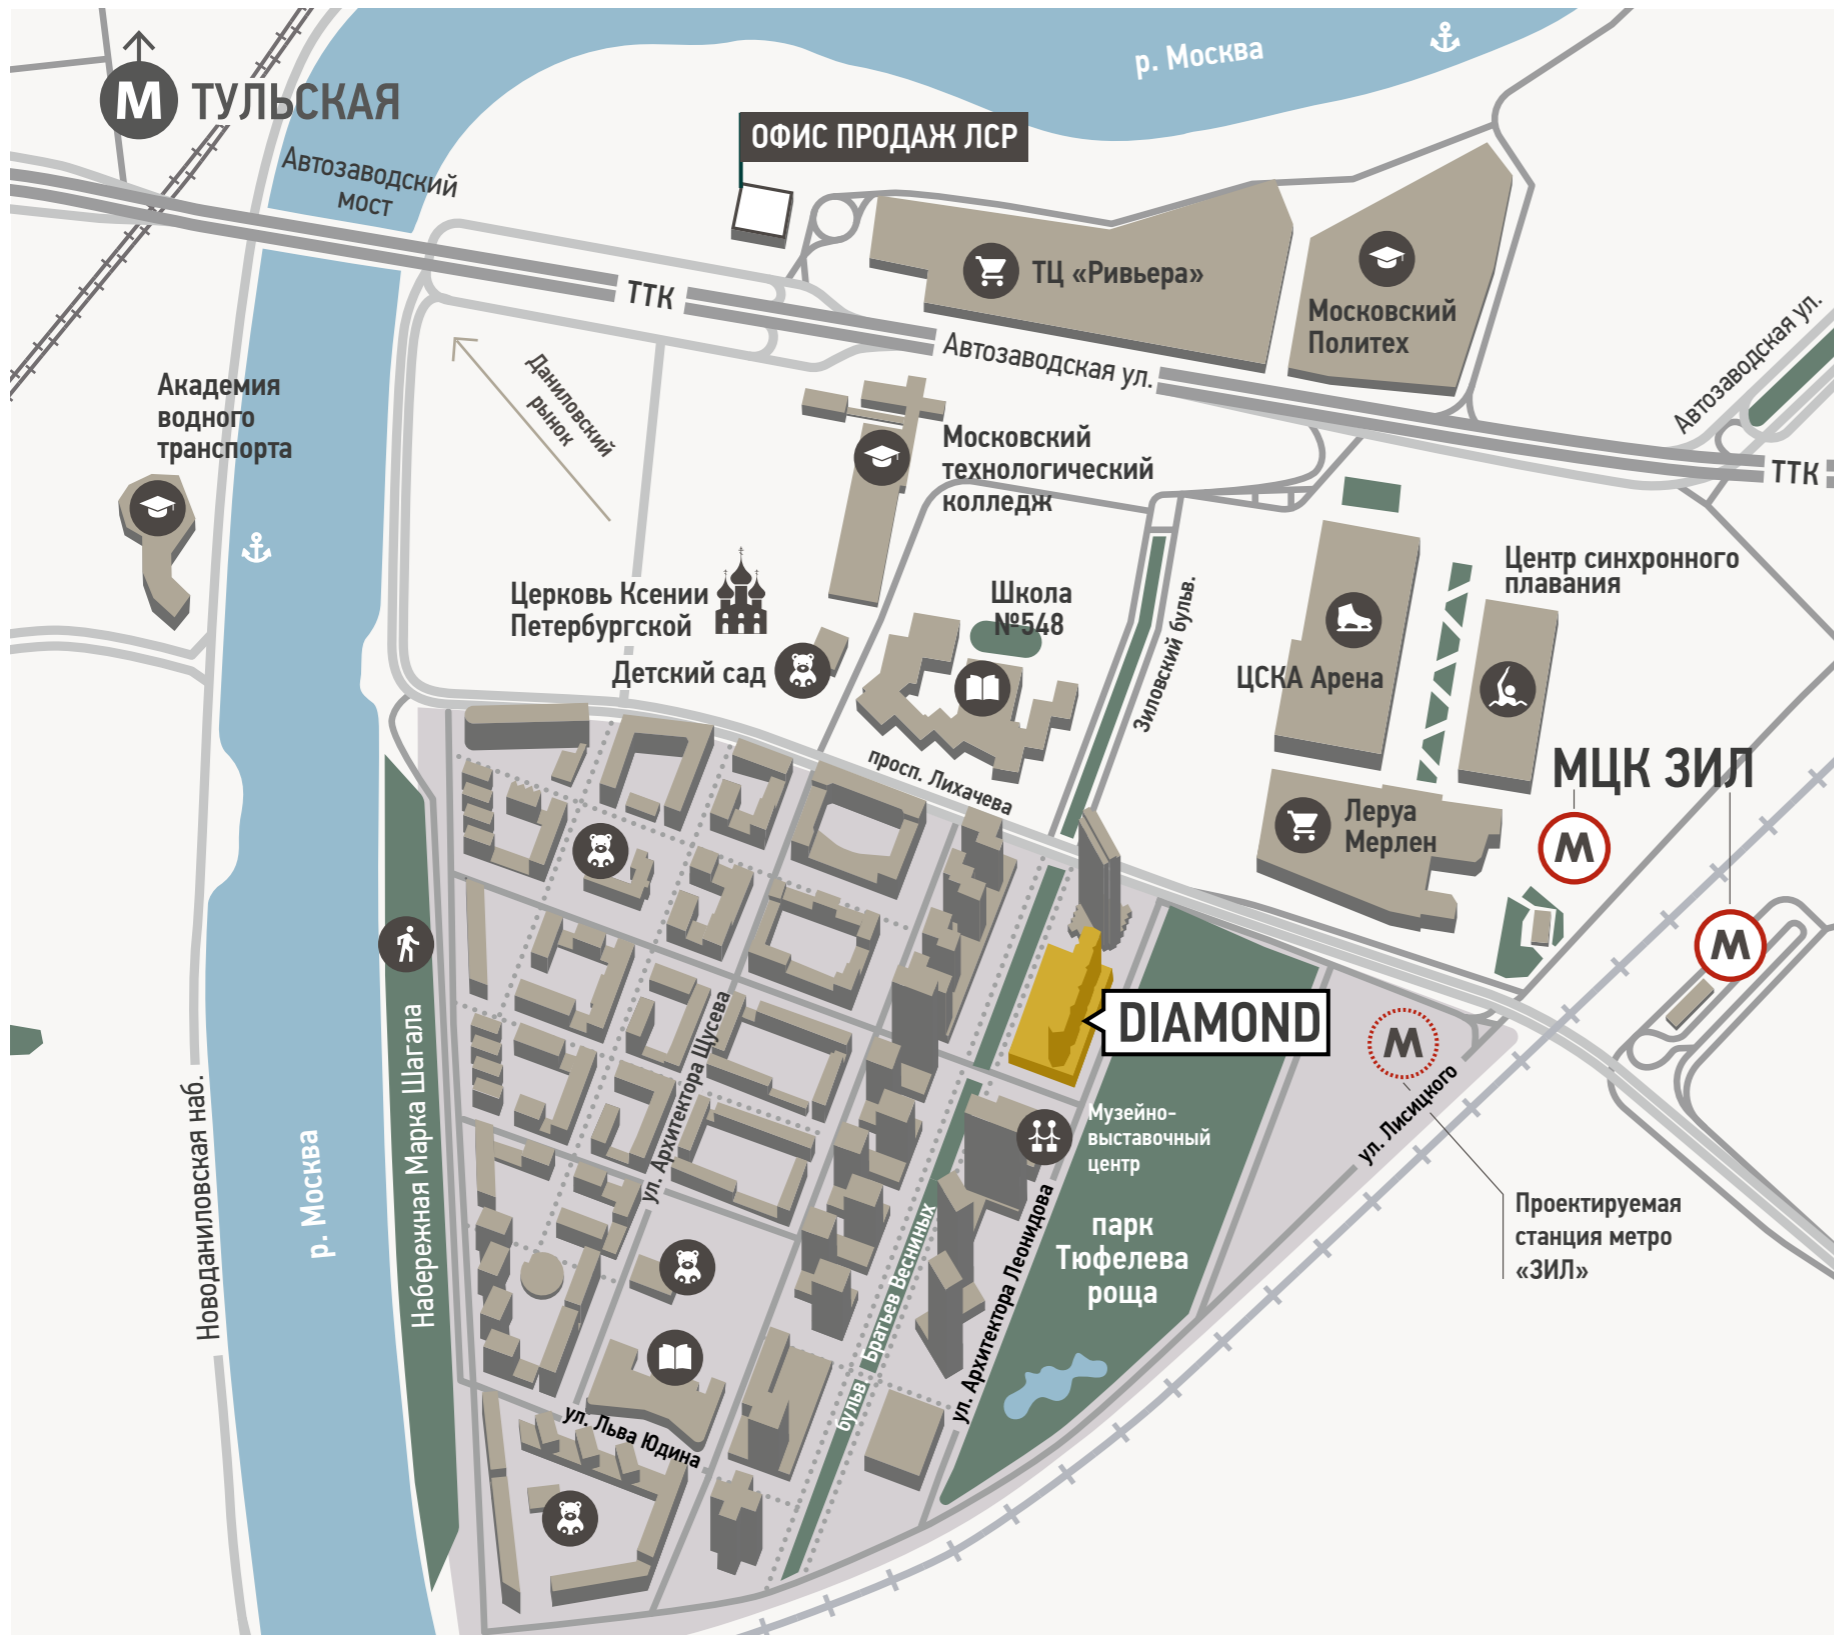 р. Москва
М ТУЛЬСКАЯ
ОФИС ПРОДАЖ ЛСР
Автозаводский
мост
ТЦ «Ривьера»
ТТК
Московский
Политех
Автозаводская ул.
Автозаводская ул.
Даниловский
рынок
Академия
водного
транспорта
Московский
технологический
колледж
ТТК
Центр синхронного
плавания
Церковь Ксении
Петербургской
Школа
№548
Зиловский бульв.
Детский сад
ЦСКА Арена
просп. Лихачева
МЦК ЗИЛ
Леруа
Мерлен
М
М
DIAMOND
М
Набережная Марка Шагала
ул. Архитектора Щусева
Новоданиловская наб.
р. Москва
Музейно-
выставочный
центр
ул. Лисицкого
Проектируемая
станция метро
«ЗИЛ»
парк
Тюфелева
роща
бульв. Братьев Весниных
ул. Архитектора Леонидова
ул. Льва Юдина